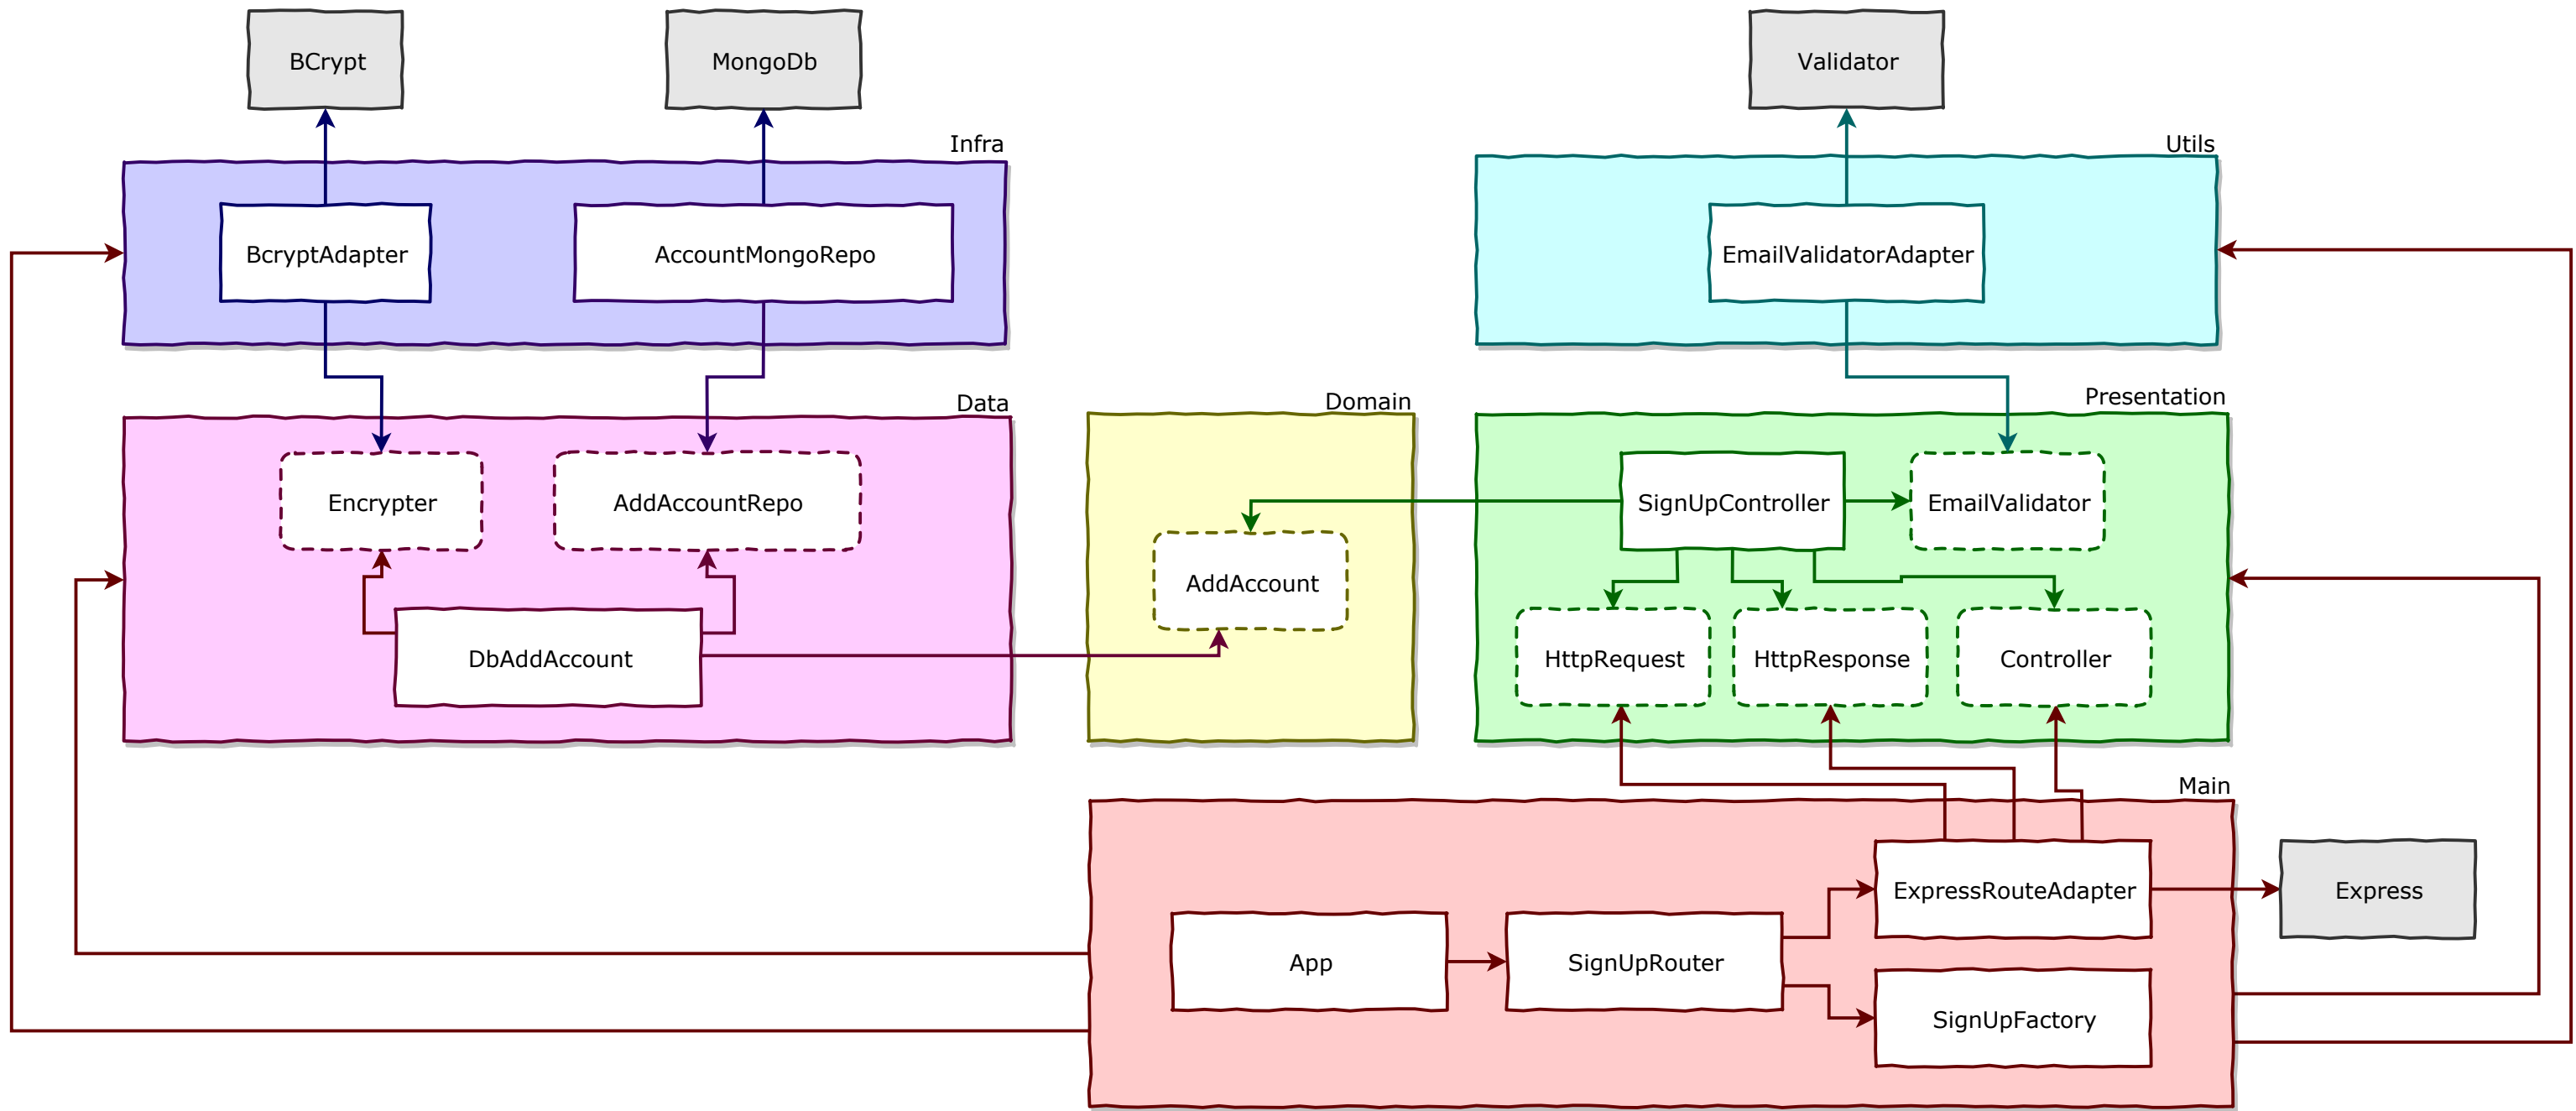 BCrypt
MongoDb
Validator
Infra
Utils
BcryptAdapter
AccountMongoRepo
EmailValidatorAdapter
Data
Domain
Presentation
Encrypter
AddAccountRepo
SignUpController
EmailValidator
AddAccount
DbAddAccount
HttpRequest
HttpResponse
Controller
Main
ExpressRouteAdapter
Express
App
SignUpRouter
SignUpFactory